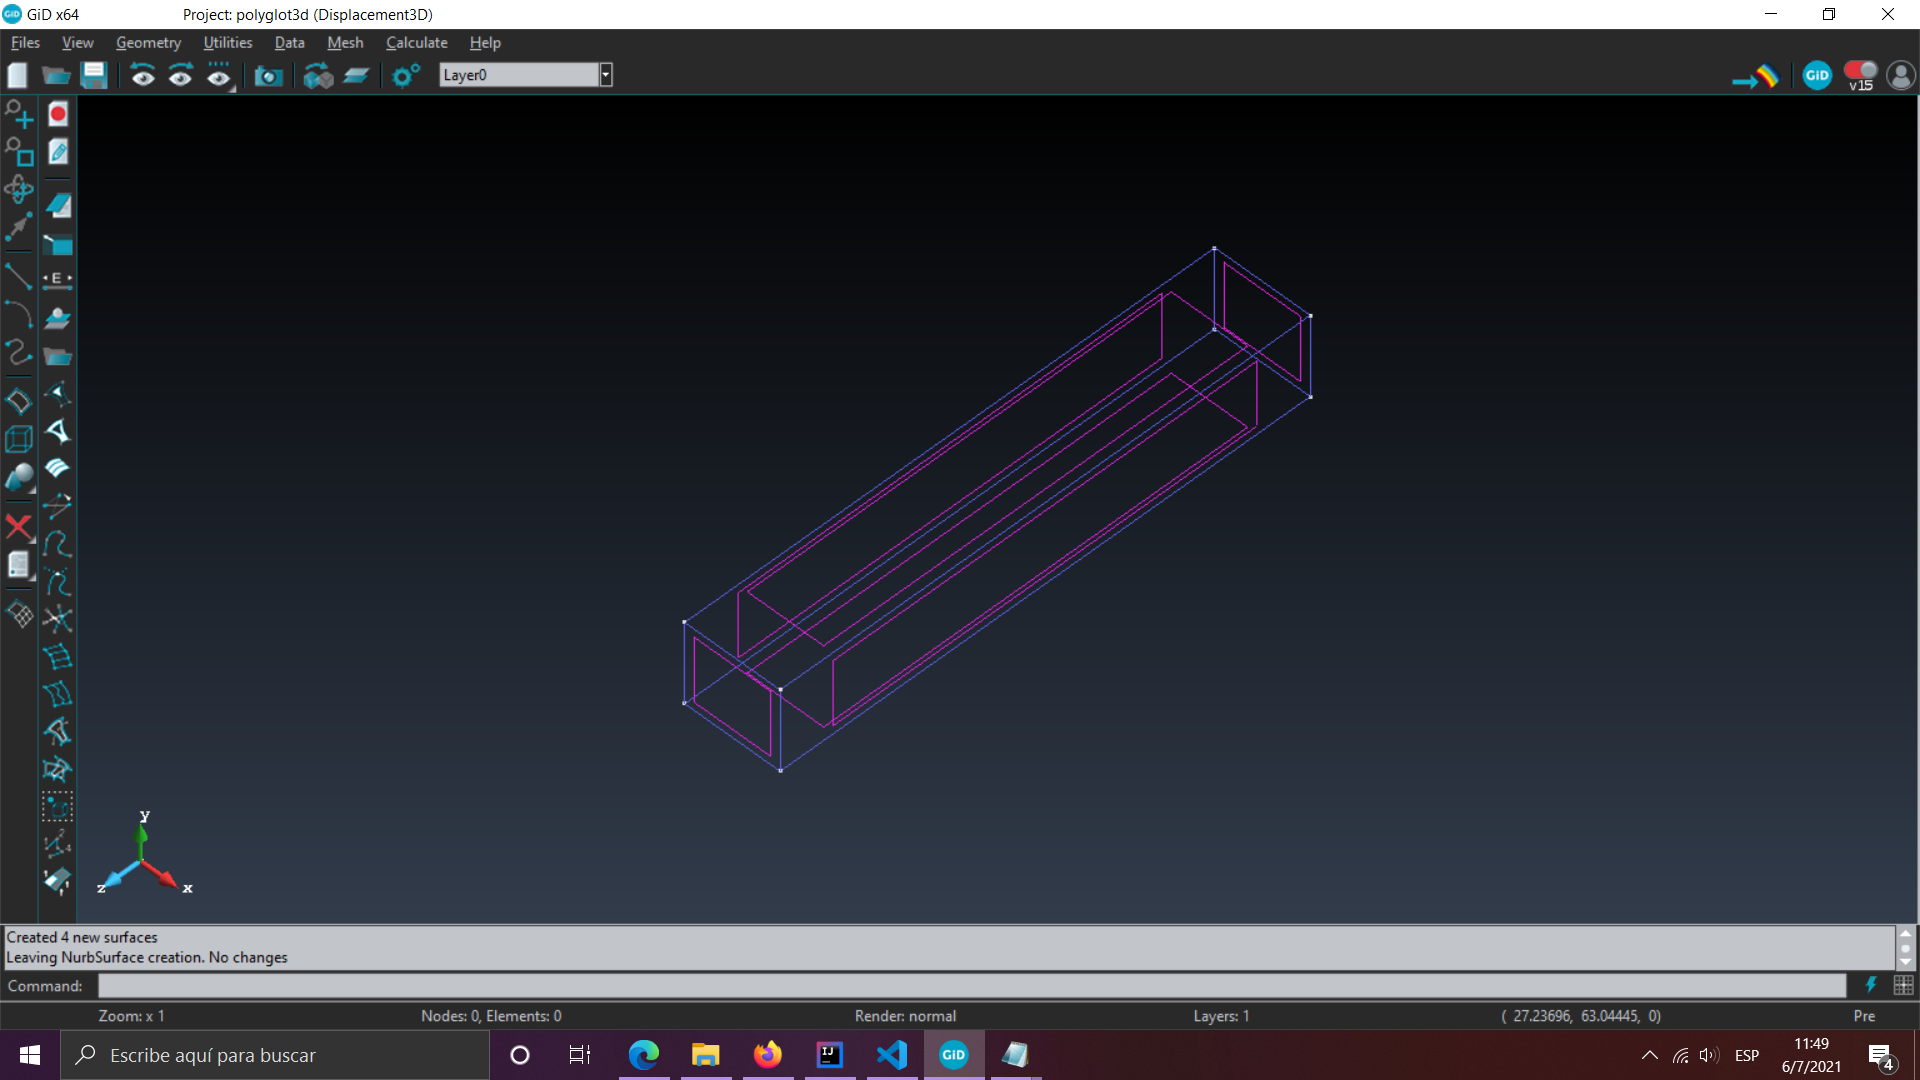 GiD x64 Project: polyglot3d (Displacement3D)
Files View Geometry Utilities Data Mesh Calculate Help
Layer0
GiD
v15
E
y
z
x
Created 4 new surfaces
Leaving NurbSurface creation. No changes
Command:
Zoom: x 1 Nodes: 0, Elements: 0 Render: normal Layers: 1 ( 27.23696, 63.04445, 0) Pre
Escribe aquí para buscar
IJ
GiD
ESP
11:49
6/7/2021
4